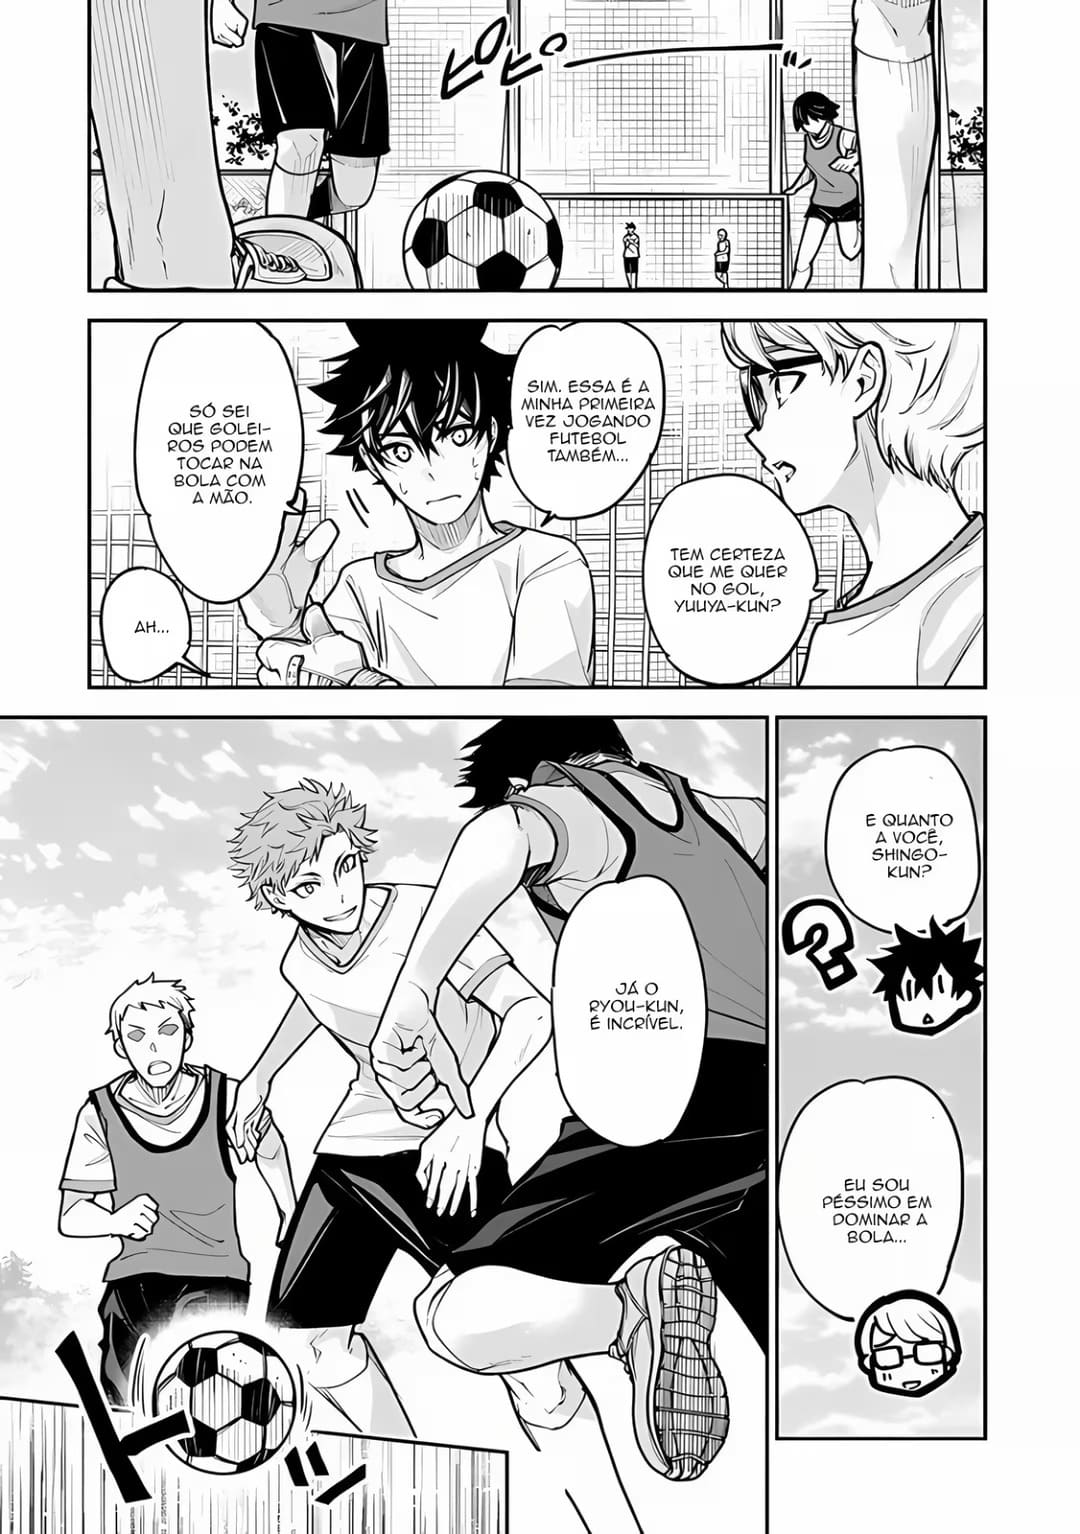 ピピーッ
TEM CERTEZA
QUE ME QUER
NO GOL,
YUUYA-KUN?
SIM. ESSA É A
MINHA PRIMEIRA
VEZ JOGANDO
FUTEBOL
TAMBÉM...
SÓ SEI
QUE GOLEI-
ROS PODEM
TOCAR NA
BOLA COM
A MÃO.
AH...
E QUANTO
A VOCÊ,
SHINGO-
KUN?
?
EU SOU
PÉSSIMO EM
DOMINAR A
BOLA...
JÁ O
RYOU-KUN,
É INCRÍVEL.
ドッ